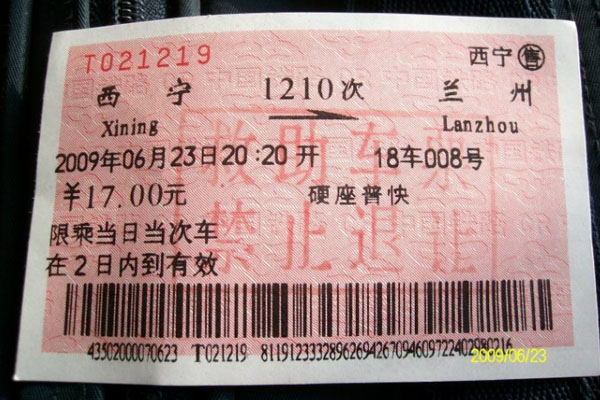 T021219
西宁 售
西宁 1210次 兰州
Xining Lanzhou
2009年06月23日20:20开 18车008号
¥17.00元 硬座普快
救助车票
禁止退让
限乘当日当次车
在2日内到有效
43502000070623 T021219
2009/06/23